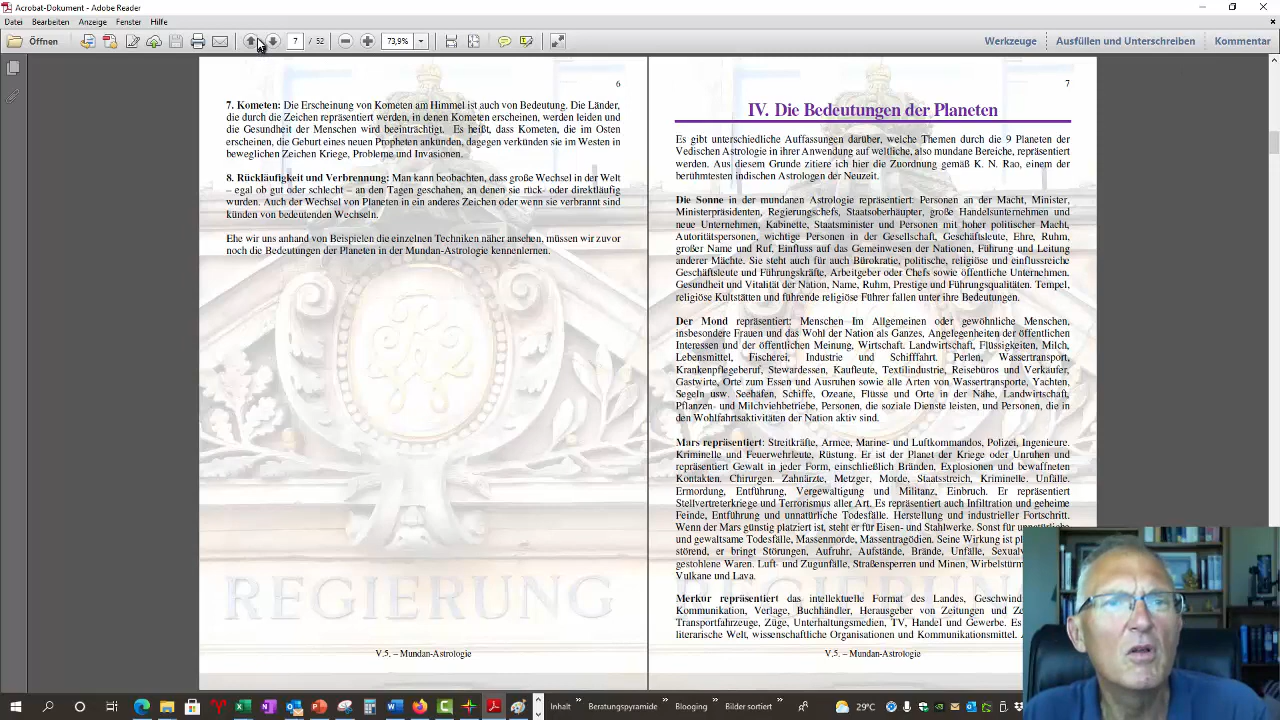 Acrobat-Dokument - Adobe Reader
Datei Bearbeiten Anzeige Fenster Hilfe
Öffnen 7 / 52 73,9% Werkzeuge Ausfüllen und Unterschreiben Kommentar
6
7. Kometen: Die Erscheinung von Kometen am Himmel ist auch von Bedeutung. Die Länder,
die durch die Zeichen repräsentiert werden, in denen Kometen erscheinen, werden leiden und
die Gesundheit der Menschen wird beeinträchtigt. Es heißt, dass Kometen, die im Osten
erscheinen, die Geburt eines neuen Propheten ankünden, dagegen verkünden sie im Westen in
beweglichen Zeichen Kriege, Probleme und Invasionen.
8. Rückläufigkeit und Verbrennung: Man kann beobachten, dass große Wechsel in der Welt
– egal ob gut oder schlecht – an den Tagen geschahen, an denen sie rück- oder direktläufig
wurden. Auch der Wechsel von Planeten in ein anderes Zeichen oder wenn sie verbrannt sind
künden von bedeutenden Wechseln.
Ehe wir uns anhand von Beispielen die einzelnen Techniken näher ansehen, müssen wir zuvor
noch die Bedeutungen der Planeten in der Mundan-Astrologie kennenlernen.
REGIERUNG
V.5. – Mundan-Astrologie
7
IV. Die Bedeutungen der Planeten
Es gibt unterschiedliche Auffassungen darüber, welche Themen durch die 9 Planeten der
Vedischen Astrologie in ihrer Anwendung auf weltliche, also mundane Bereiche, repräsentiert
werden. Aus diesem Grunde zitiere ich hier die Zuordnung gemäß K. N. Rao, einem der
berühmtesten indischen Astrologen der Neuzeit.
Die Sonne in der mundanen Astrologie repräsentiert: Personen an der Macht, Minister,
Ministerpräsidenten, Regierungschefs, Staatsoberhäupter, große Handelsunternehmen und
neue Unternehmen, Kabinette, Staatsminister und Personen mit hoher politischer Macht,
Autoritätspersonen, wichtige Personen in der Gesellschaft, Geschäftsleute, Ehre, Ruhm,
großer Name und Ruf. Einfluss auf das Gemeinwesen der Nationen, Führung und Leitung
anderer Mächte. Sie steht auch für auch Bürokratie, politische, religiöse und einflussreiche
Geschäftsleute und Führungskräfte, Arbeitgeber oder Chefs sowie öffentliche Unternehmen.
Gesundheit und Vitalität der Nation, Name, Ruhm, Prestige und Führungsqualitäten. Tempel,
religiöse Kultstätten und führende religiöse Führer fallen unter ihre Bedeutungen.
Der Mond repräsentiert: Menschen Im Allgemeinen oder gewöhnliche Menschen,
insbesondere Frauen und das Wohl der Nation als Ganzes, Angelegenheiten der öffentlichen
Interessen und der öffentlichen Meinung, Wirtschaft. Landwirtschaft, Flüssigkeiten, Milch,
Lebensmittel, Fischerei, Industrie und Schifffahrt. Perlen, Wassertransport,
Krankenpflegeberuf, Stewardessen, Kaufleute, Textilindustrie, Reisebüros und Verkäufer,
Gastwirte, Orte zum Essen und Ausruhen sowie alle Arten von Wassertransporte, Yachten,
Segeln usw. Seehäfen, Schiffe, Ozeane, Flüsse und Orte in der Nähe, Landwirtschaft,
Pflanzen- und Milchviehbetriebe, Personen, die soziale Dienste leisten, und Personen, die in
den Wohlfahrtsaktivitäten der Nation aktiv sind.
Mars repräsentiert: Streitkräfte, Armee, Marine- und Luftkommandos, Polizei, Ingenieure.
Kriminelle und Feuerwehrleute, Rüstung. Er ist der Planet der Kriege oder Unruhen und
repräsentiert Gewalt in jeder Form, einschließlich Bränden, Explosionen und bewaffneten
Kontakten. Chirurgen. Zahnärzte, Metzger, Morde, Staatsstreich, Kriminelle. Unfälle.
Ermordung, Entführung, Vergewaltigung und Militanz, Einbruch. Er repräsentiert
Stellvertreterkriege und Terrorismus aller Art. Es repräsentiert auch Infiltration und geheime
Feinde, Entführung und unnatürliche Todesfälle. Herstellung und industrieller Fortschritt.
Wenn der Mars günstig platziert ist, steht er für Eisen- und Stahlwerke. Sonst für
und gewaltsame Todesfälle, Massenmorde, Massentragödien. Seine Wirkung ist
störend, er bringt Störungen, Aufruhr, Aufstände, Brände, Unfälle,
gestohlene Waren. Luft- und Zugunfälle, Straßensperren und Minen,
Vulkane und Lava.
Merkur repräsentiert das intellektuelle Format des Landes,
Kommunikation, Verlage, Buchhändler, Herausgeber von Zeitungen und
Transportfahrzeuge, Züge, Unterhaltungsmedien, TV, Handel und Gewerbe. Es
literarische Welt, wissenschaftliche Organisationen und Kommunikationsmittel.
V.5. – Mundan-Astrologie
Inhalt Beratungspyramide Blooging Bilder sortiert 29°C